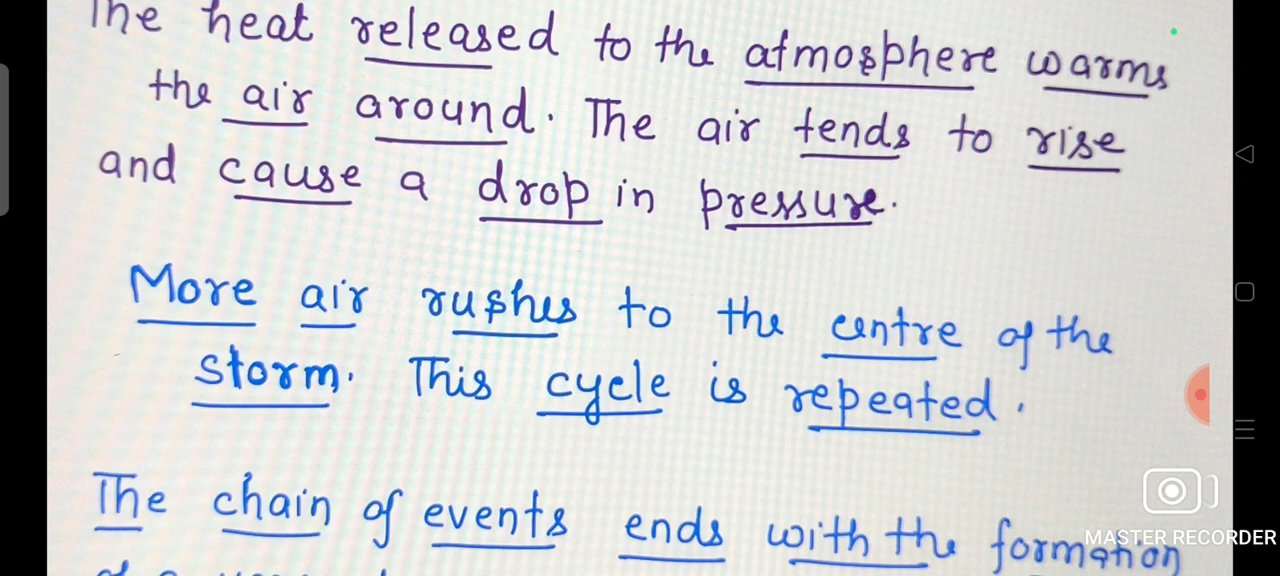 The heat released to the atmosphere warms
the air around. The air tends to rise
and cause a drop in pressure.
More air rushes to the centre of the
storm. This cycle is repeated.
The chain of events ends with the formation
MASTER RECORDER